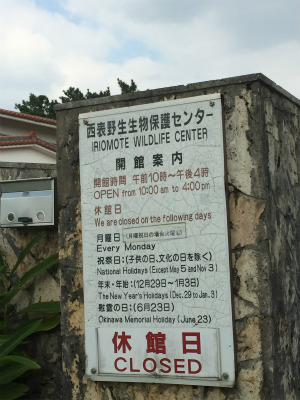 西表野生生物保護センター
IRIOMOTE WILDLIFE CENTER
開館案内
開館時間 午前10時～午後4時
OPEN from 10:00 am to 4:00 pm
休館日
We are closed on the following days
月曜日
Every Monday
祝祭日:(子供の日、文化の日を除く)
National Holidays (Except May 5 and Nov 3)
年末・年始:(12月29日～1月3日)
The New Year's Holidays (Dec. 29 to Jan. 3)
慰霊の日:(6月23日)
Okinawa Memorial Holiday (June 23)
休館日
CLOSED